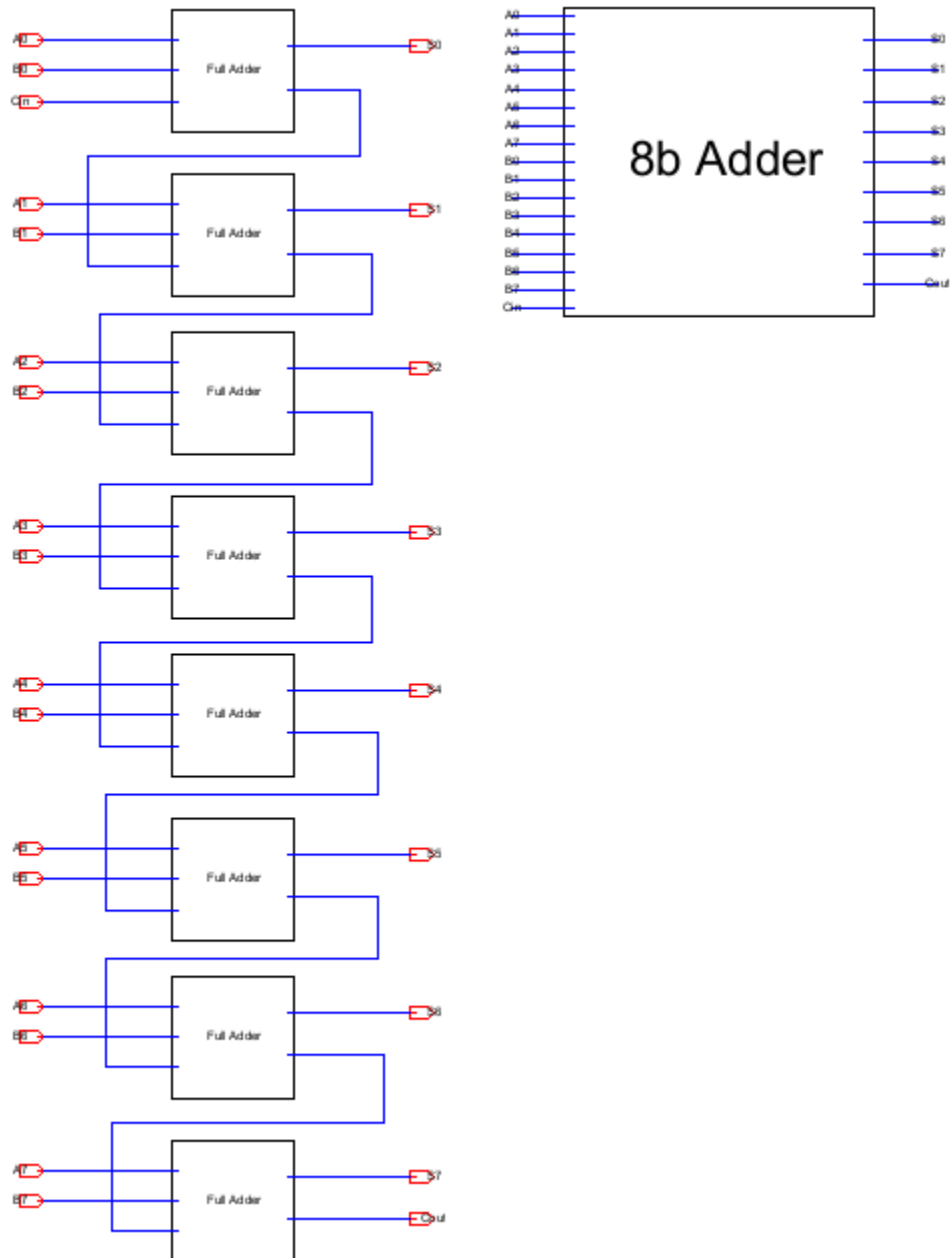 A0
B0
Cin
Full Adder
S0
A1
B1
Full Adder
S1
A2
B2
Full Adder
S2
A3
B3
Full Adder
S3
A4
B4
Full Adder
S4
A5
B5
Full Adder
S5
A6
B6
Full Adder
S6
A7
B7
Full Adder
S7
Cout
A0
A1
A2
A3
A4
A5
A6
A7
B0
B1
B2
B3
B4
B5
B6
B7
Cin
8b Adder
S0
S1
S2
S3
S4
S5
S6
S7
Cout